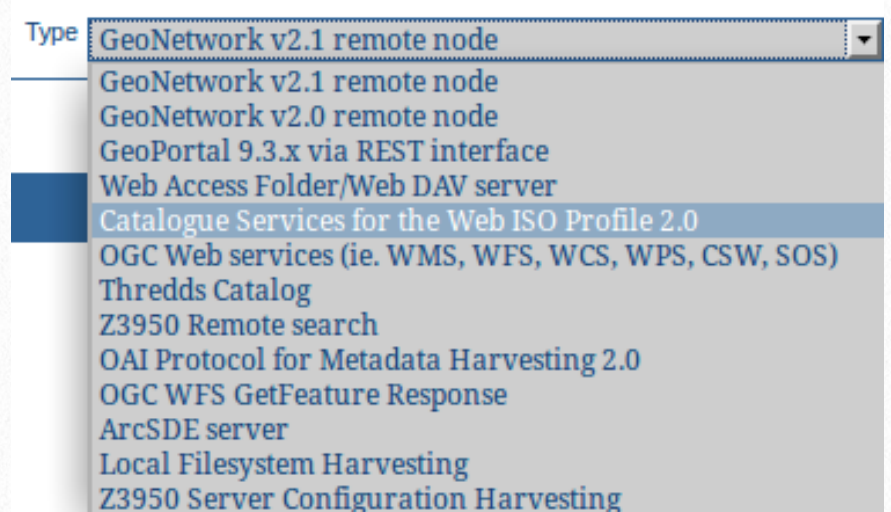 Type GeoNetwork v2.1 remote node
GeoNetwork v2.1 remote node
GeoNetwork v2.0 remote node
GeoPortal 9.3.x via REST interface
Web Access Folder/Web DAV server
Catalogue Services for the Web ISO Profile 2.0
OGC Web services (ie. WMS, WFS, WCS, WPS, CSW, SOS)
Thredds Catalog
Z3950 Remote search
OAI Protocol for Metadata Harvesting 2.0
OGC WFS GetFeature Response
ArcSDE server
Local Filesystem Harvesting
Z3950 Server Configuration Harvesting